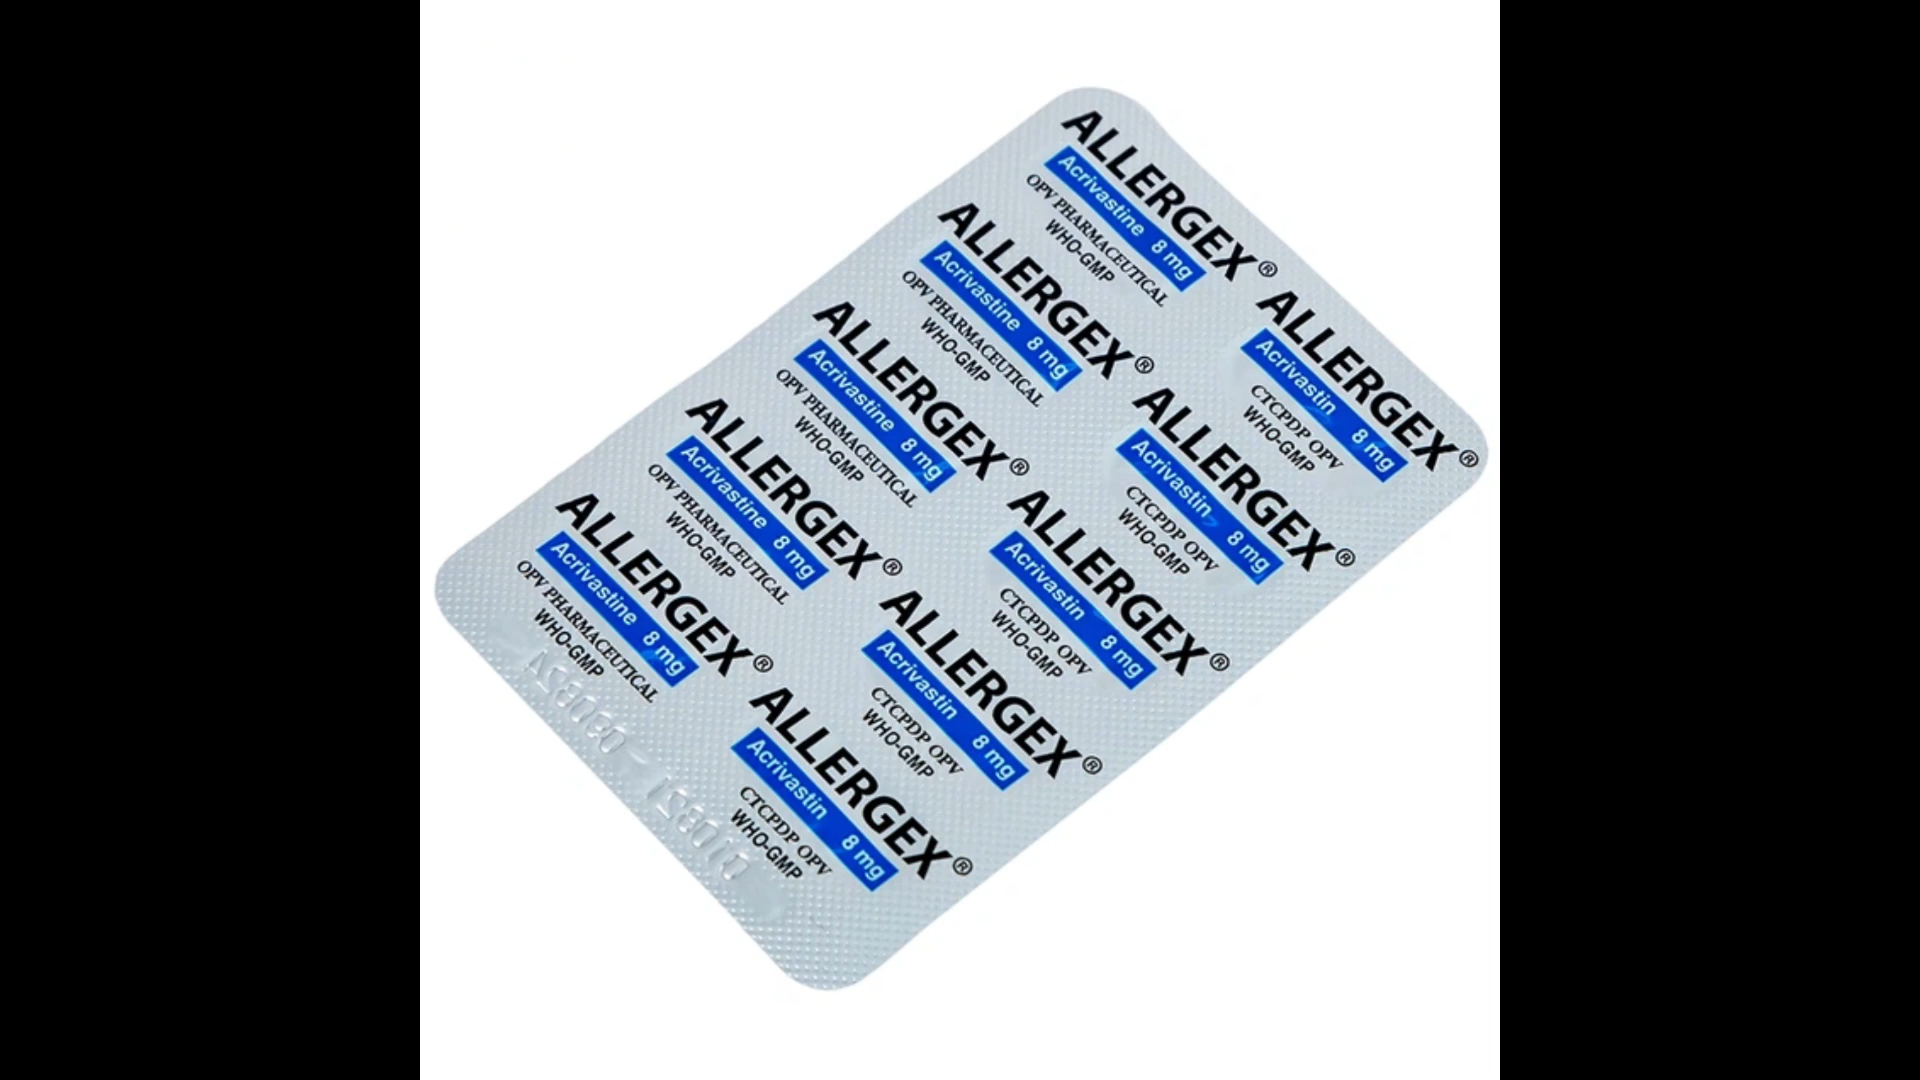 ALLERGEX®
Acrivastine 8 mg
OPV PHARMACEUTICAL
WHO-GMP
ALLERGEX®
Acrivastin 8 mg
CTCPDP OPV
WHO-GMP
ALLERGEX®
Acrivastine 8 mg
OPV PHARMACEUTICAL
WHO-GMP
ALLERGEX®
Acrivastin 8 mg
CTCPDP OPV
WHO-GMP
ALLERGEX®
Acrivastine 8 mg
OPV PHARMACEUTICAL
WHO-GMP
ALLERGEX®
Acrivastin 8 mg
CTCPDP OPV
WHO-GMP
ALLERGEX®
Acrivastine 8 mg
OPV PHARMACEUTICAL
WHO-GMP
ALLERGEX®
Acrivastin 8 mg
CTCPDP OPV
WHO-GMP
ALLERGEX®
Acrivastine 8 mg
OPV PHARMACEUTICAL
WHO-GMP
ALLERGEX®
Acrivastin 8 mg
CTCPDP OPV
WHO-GMP